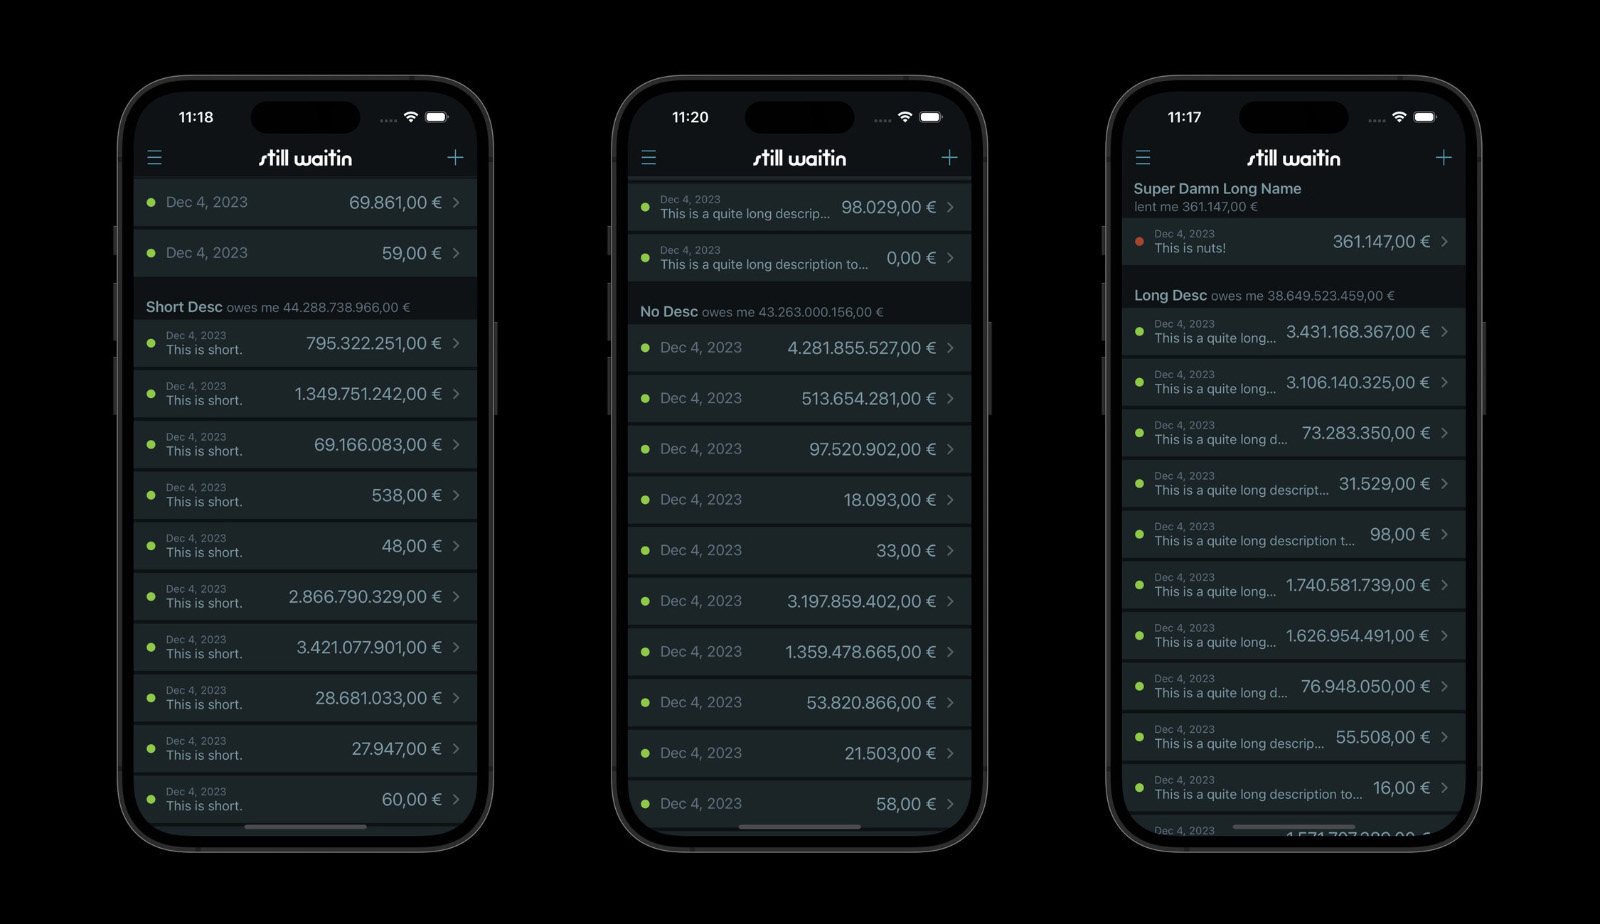 11:18
still waitin
Dec 4, 2023
69.861,00 €
Dec 4, 2023
59,00 €
Short Desc owes me 44.288.738.966,00 €
Dec 4, 2023
This is short.
795.322.251,00 €
Dec 4, 2023
This is short.
1.349.751.242,00 €
Dec 4, 2023
This is short.
69.166.083,00 €
Dec 4, 2023
This is short.
538,00 €
Dec 4, 2023
This is short.
48,00 €
Dec 4, 2023
This is short.
2.866.790.329,00 €
Dec 4, 2023
This is short.
3.421.077.901,00 €
Dec 4, 2023
This is short.
28.681.033,00 €
Dec 4, 2023
This is short.
27.947,00 €
Dec 4, 2023
This is short.
60,00 €
11:20
still waitin
Dec 4, 2023
This is a quite long descrip...
98.029,00 €
Dec 4, 2023
This is a quite long description to...
0,00 €
No Desc owes me 43.263.000.156,00 €
Dec 4, 2023
4.281.855.527,00 €
Dec 4, 2023
513.654.281,00 €
Dec 4, 2023
97.520.902,00 €
Dec 4, 2023
18.093,00 €
Dec 4, 2023
33,00 €
Dec 4, 2023
3.197.859.402,00 €
Dec 4, 2023
1.359.478.665,00 €
Dec 4, 2023
53.820.866,00 €
Dec 4, 2023
21.503,00 €
Dec 4, 2023
58,00 €
11:17
still waitin
Super Damn Long Name
lent me 361.147,00 €
Dec 4, 2023
This is nuts!
361.147,00 €
Long Desc owes me 38.649.523.459,00 €
Dec 4, 2023
This is a quite long...
3.431.168.367,00 €
Dec 4, 2023
This is a quite long...
3.106.140.325,00 €
Dec 4, 2023
This is a quite long d...
73.283.350,00 €
Dec 4, 2023
This is a quite long descript...
31.529,00 €
Dec 4, 2023
This is a quite long description t...
98,00 €
Dec 4, 2023
This is a quite long...
1.740.581.739,00 €
Dec 4, 2023
This is a quite long...
1.626.954.491,00 €
Dec 4, 2023
This is a quite long d...
76.948.050,00 €
Dec 4, 2023
This is a quite long descrip...
55.508,00 €
Dec 4, 2023
This is a quite long description to...
16,00 €
Dec 4, 2023